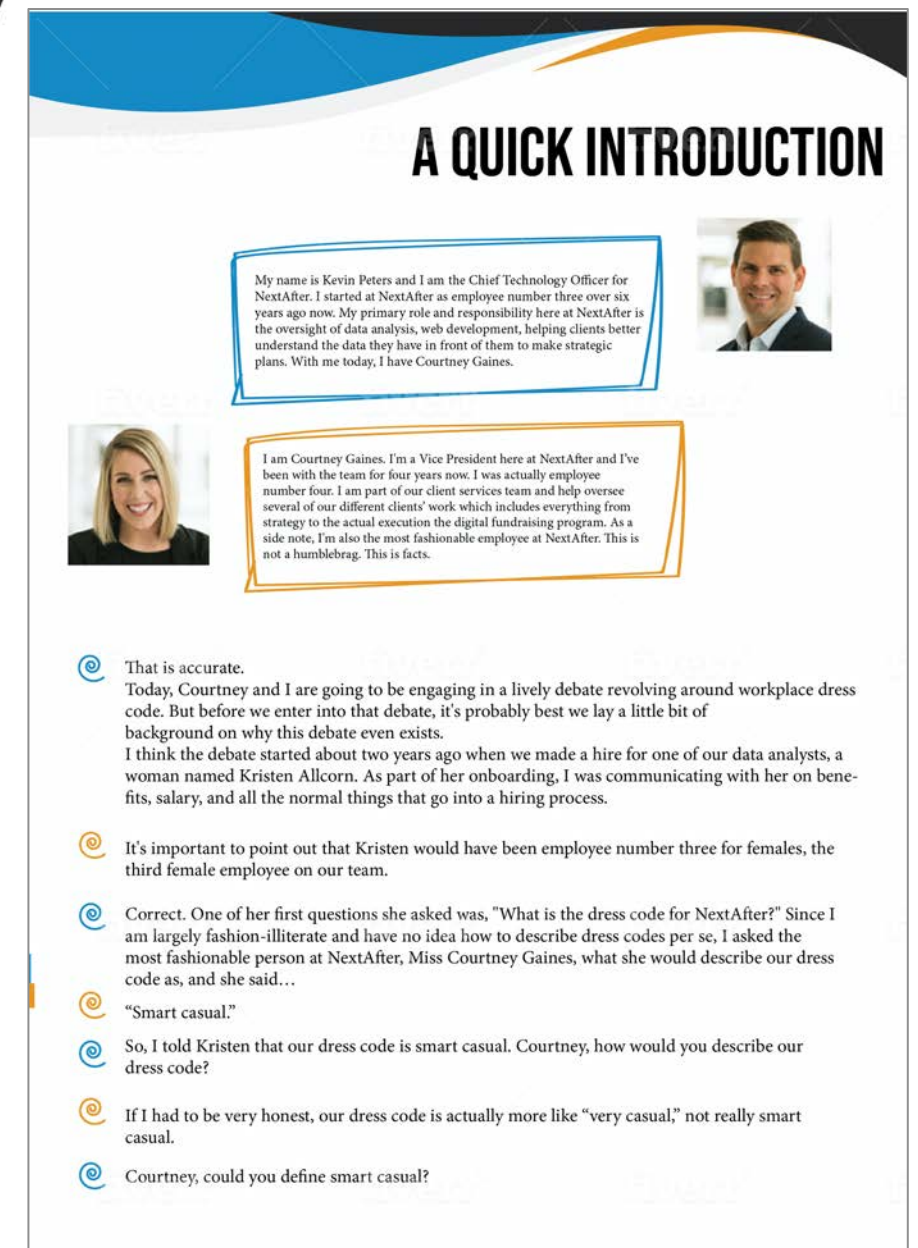 A QUICK INTRODUCTION
My name is Kevin Peters and I am the Chief Technology Officer for
NextAfter. I started at NextAfter as employee number three over six
years ago now. My primary role and responsibility here at NextAfter is
the oversight of data analysis, web development, helping clients better
understand the data they have in front of them to make strategic
plans. With me today, I have Courtney Gaines.
I am Courtney Gaines. I'm a Vice President here at NextAfter and I've
been with the team for four years now. I was actually employee
number four. I am part of our client services team and help oversee
several of our different clients' work which includes everything from
strategy to the actual execution the digital fundraising program. As a
side note, I'm also the most fashionable employee at NextAfter. This is
not a humblebrag. This is facts.
That is accurate.
Today, Courtney and I are going to be engaging in a lively debate revolving around workplace dress
code. But before we enter into that debate, it's probably best we lay a little bit of
background on why this debate even exists.
I think the debate started about two years ago when we made a hire for one of our data analysts, a
woman named Kristen Allcorn. As part of her onboarding, I was communicating with her on bene-
fits, salary, and all the normal things that go into a hiring process.
It's important to point out that Kristen would have been employee number three for females, the
third female employee on our team.
Correct. One of her first questions she asked was, "What is the dress code for NextAfter?" Since I
am largely fashion-illiterate and have no idea how to describe dress codes per se, I asked the
most fashionable person at NextAfter, Miss Courtney Gaines, what she would describe our dress
code as, and she said…
“Smart casual.”
So, I told Kristen that our dress code is smart casual. Courtney, how would you describe our
dress code?
If I had to be very honest, our dress code is actually more like “very casual,” not really smart
casual.
Courtney, could you define smart casual?